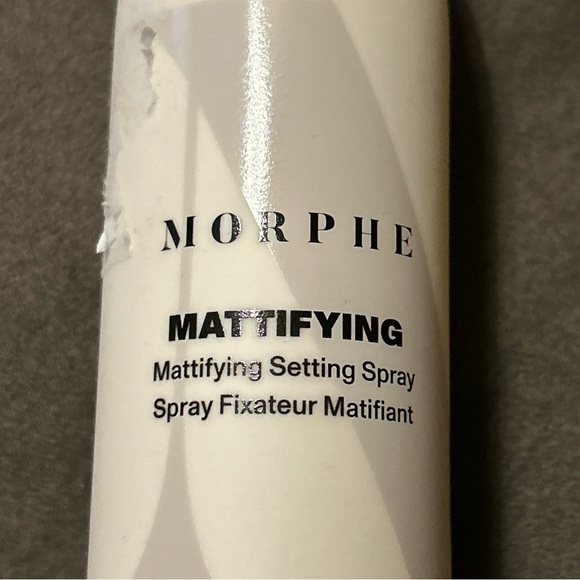 MORPHE
MATTIFYING
Mattifying Setting Spray
Spray Fixateur Matifiant